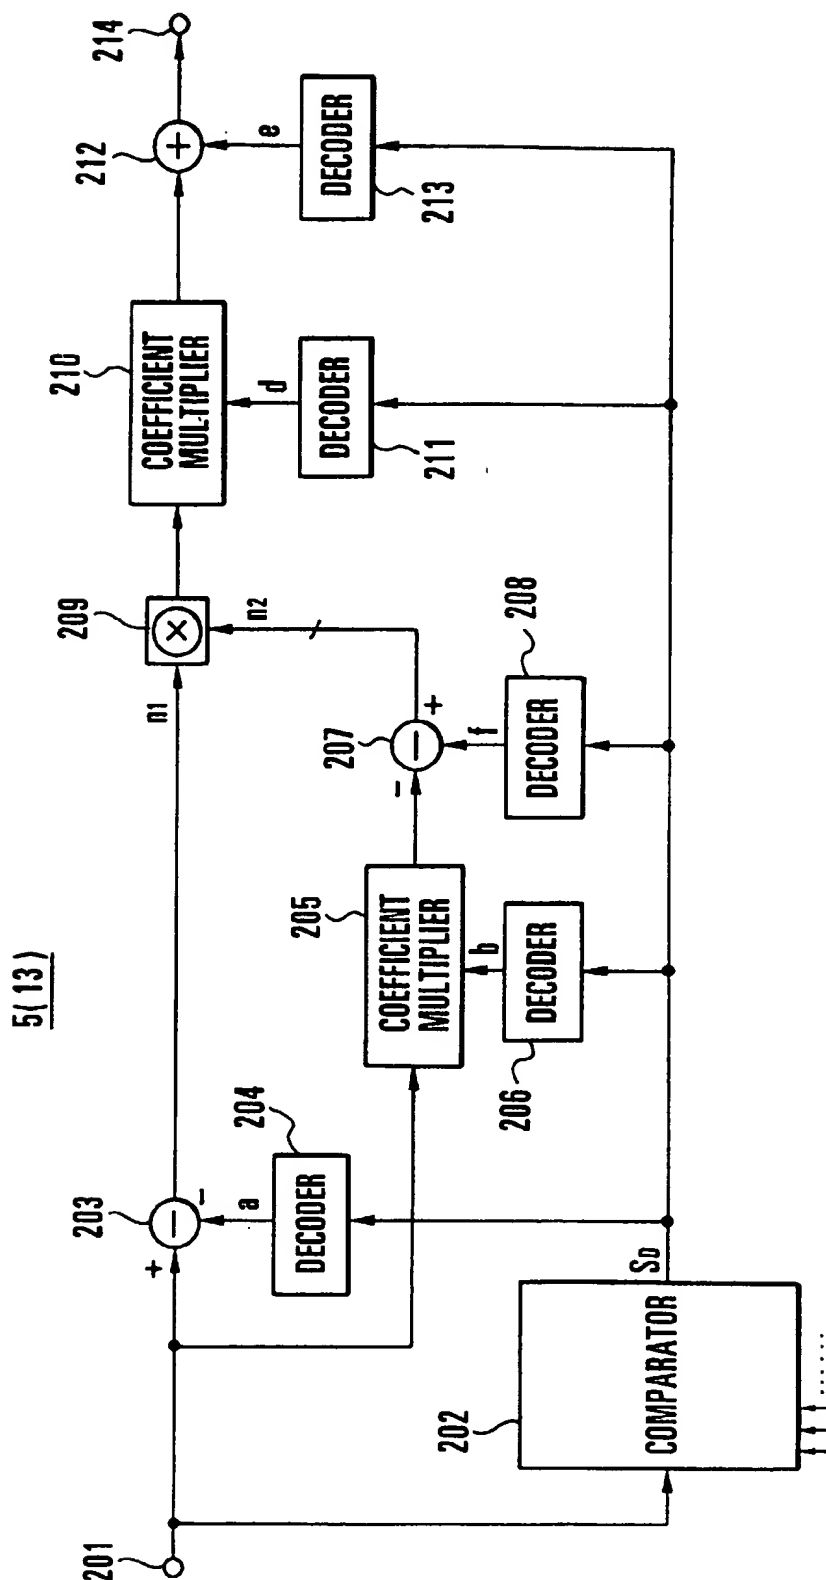 5(13)
201
202
COMPARATOR
SD
203
+
−
−
a
204
DECODER
205
COEFFICIENT
MULTIPLIER
b
206
DECODER
207
−
−
+
f
208
DECODER
n1
n2
209
×
210
COEFFICIENT
MULTIPLIER
d
211
DECODER
212
+
e
213
DECODER
214